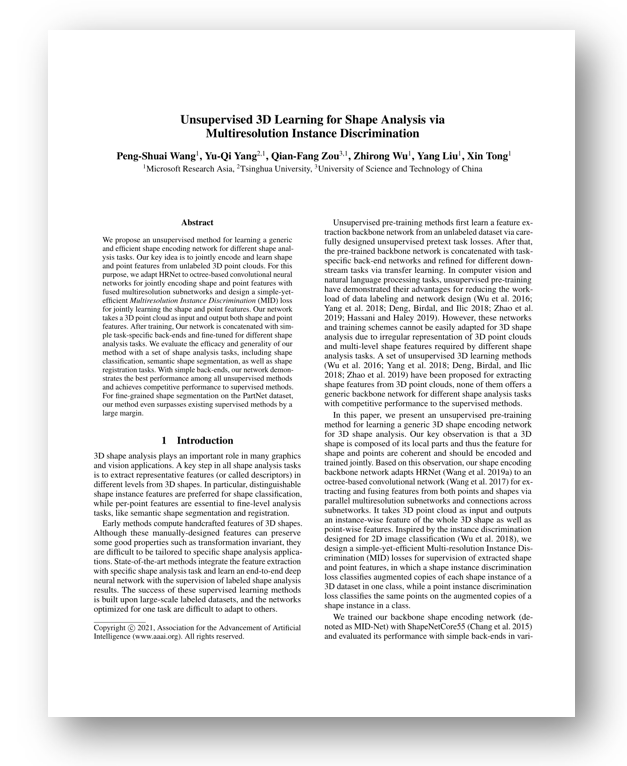 Unsupervised 3D Learning for Shape Analysis via
Multiresolution Instance Discrimination
Peng-Shuai Wang1, Yu-Qi Yang2,1, Qian-Fang Zou3,1, Zhirong Wu1, Yang Liu1, Xin Tong1
1Microsoft Research Asia, 2Tsinghua University, 3University of Science and Technology of China
Abstract
We propose an unsupervised method for learning a generic
and efficient shape encoding network for different shape anal-
ysis tasks. Our key idea is to jointly encode and learn shape
and point features from unlabeled 3D point clouds. For this
purpose, we adapt HRNet to octree-based convolutional neural
networks for jointly encoding shape and point features with
fused multiresolution subnetworks and design a simple-yet-
efficient Multiresolution Instance Discrimination (MID) loss
for jointly learning the shape and point features. Our network
takes a 3D point cloud as input and output both shape and point
features. After training, Our network is concatenated with sim-
ple task-specific back-ends and fine-tuned for different shape
analysis tasks. We evaluate the efficacy and generality of our
method with a set of shape analysis tasks, including shape
classification, semantic shape segmentation, as well as shape
registration tasks. With simple back-ends, our network demon-
strates the best performance among all unsupervised methods
and achieves competitive performance to supervised methods.
For fine-grained shape segmentation on the PartNet dataset,
our method even surpasses existing supervised methods by a
large margin.
1 Introduction
3D shape analysis plays an important role in many graphics
and vision applications. A key step in all shape analysis tasks
is to extract representative features (or called descriptors) in
different levels from 3D shapes. In particular, distinguishable
shape instance features are preferred for shape classification,
while per-point features are essential to fine-level analysis
tasks, like semantic shape segmentation and registration.
Early methods compute handcrafted features of 3D shapes.
Although these manually-designed features can preserve
some good properties such as transformation invariant, they
are difficult to be tailored to specific shape analysis applica-
tions. State-of-the-art methods integrate the feature extraction
with specific shape analysis task and learn an end-to-end deep
neural network with the supervision of labeled shape analysis
results. The success of these supervised learning methods
is built upon large-scale labeled datasets, and the networks
optimized for one task are difficult to adapt to others.
Copyright © 2021, Association for the Advancement of Artificial
Intelligence (www.aaai.org). All rights reserved.
Unsupervised pre-training methods first learn a feature ex-
traction backbone network from an unlabeled dataset via care-
fully designed unsupervised pretext task losses. After that,
the pre-trained backbone network is concatenated with task-
specific back-end networks and refined for different down-
stream tasks via transfer learning. In computer vision and
natural language processing tasks, unsupervised pre-training
have demonstrated their advantages for reducing the work-
load of data labeling and network design (Wu et al. 2016;
Yang et al. 2018; Deng, Birdal, and Ilic 2018; Zhao et al.
2019; Hassani and Haley 2019). However, these networks
and training schemes cannot be easily adapted for 3D shape
analysis due to irregular representation of 3D point clouds
and multi-level shape features required by different shape
analysis tasks. A set of unsupervised 3D learning methods
(Wu et al. 2016; Yang et al. 2018; Deng, Birdal, and Ilic
2018; Zhao et al. 2019) have been proposed for extracting
shape features from 3D point clouds, none of them offers a
generic backbone network for different shape analysis tasks
with competitive performance to the supervised methods.
In this paper, we present an unsupervised pre-training
method for learning a generic 3D shape encoding network
for 3D shape analysis. Our key observation is that a 3D
shape is composed of its local parts and thus the feature for
shape and points are coherent and should be encoded and
trained jointly. Based on this observation, our shape encoding
backbone network adapts HRNet (Wang et al. 2019a) to an
octree-based convolutional network (Wang et al. 2017) for ex-
tracting and fusing features from both points and shapes via
parallel multiresolution subnetworks and connections across
subnetworks. It takes 3D point cloud as input and outputs
an instance-wise feature of the whole 3D shape as well as
point-wise features. Inspired by the instance discrimination
designed for 2D image classification (Wu et al. 2018), we
design a simple-yet-efficient Multi-resolution Instance Dis-
crimination (MID) losses for supervision of extracted shape
and point features, in which a shape instance discrimination
loss classifies augmented copies of each shape instance of a
3D dataset in one class, while a point instance discrimination
loss classifies the same points on the augmented copies of a
shape instance in a class.
We trained our backbone shape encoding network (de-
noted as MID-Net) with ShapeNetCore55 (Chang et al. 2015)
and evaluated its performance with simple back-ends in vari-